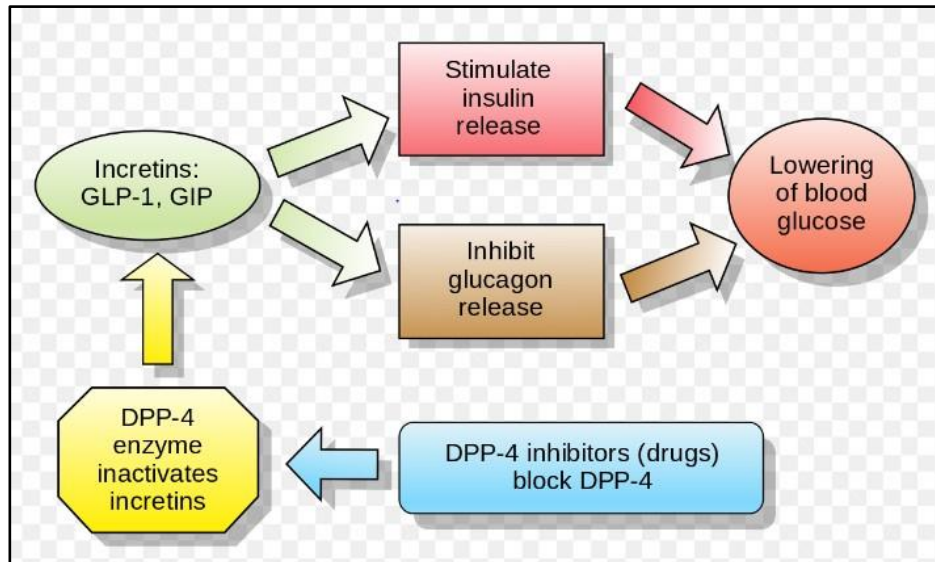 Stimulate
insulin
release
Incretins:
GLP-1, GIP
Lowering
of blood
glucose
Inhibit
glucagon
release
DPP-4
enzyme
inactivates
incretins
DPP-4 inhibitors (drugs)
block DPP-4